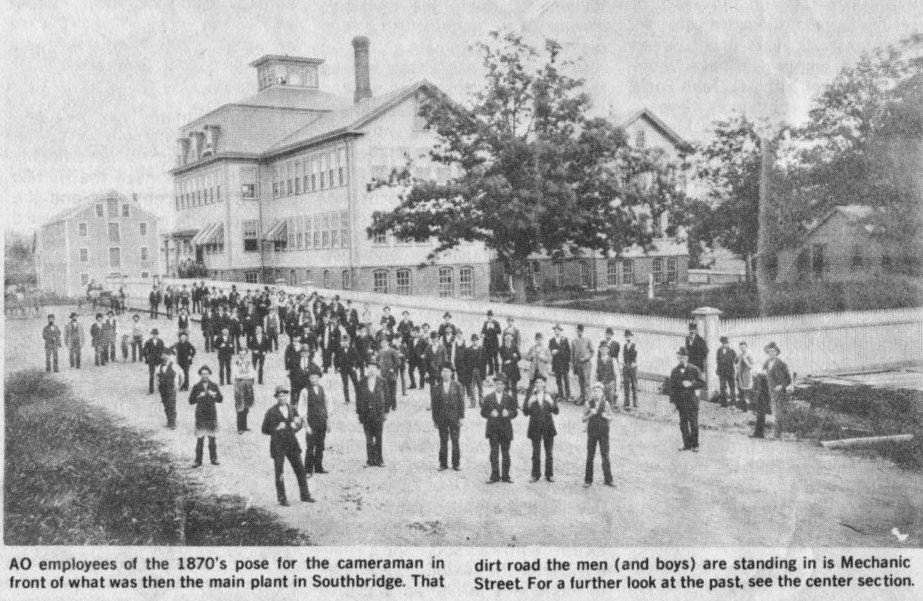 AO employees of the 1870's pose for the cameraman in
front of what was then the main plant in Southbridge. That
dirt road the men (and boys) are standing in is Mechanic
Street. For a further look at the past, see the center section.